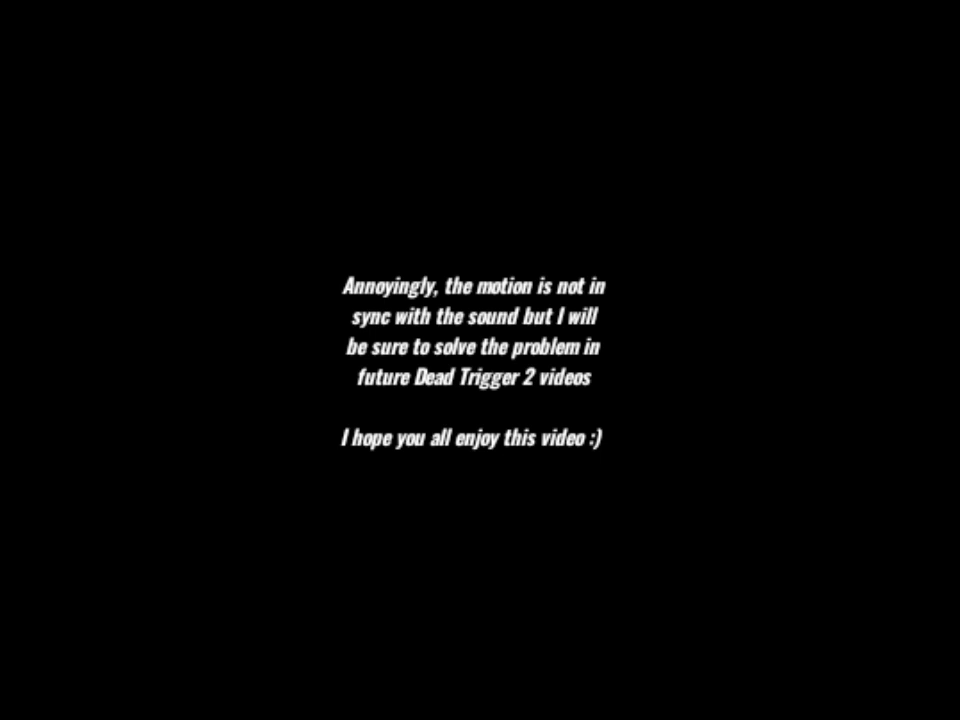 Annoyingly, the motion is not in
sync with the sound but I will
be sure to solve the problem in
future Dead Trigger 2 videos
I hope you all enjoy this video :)